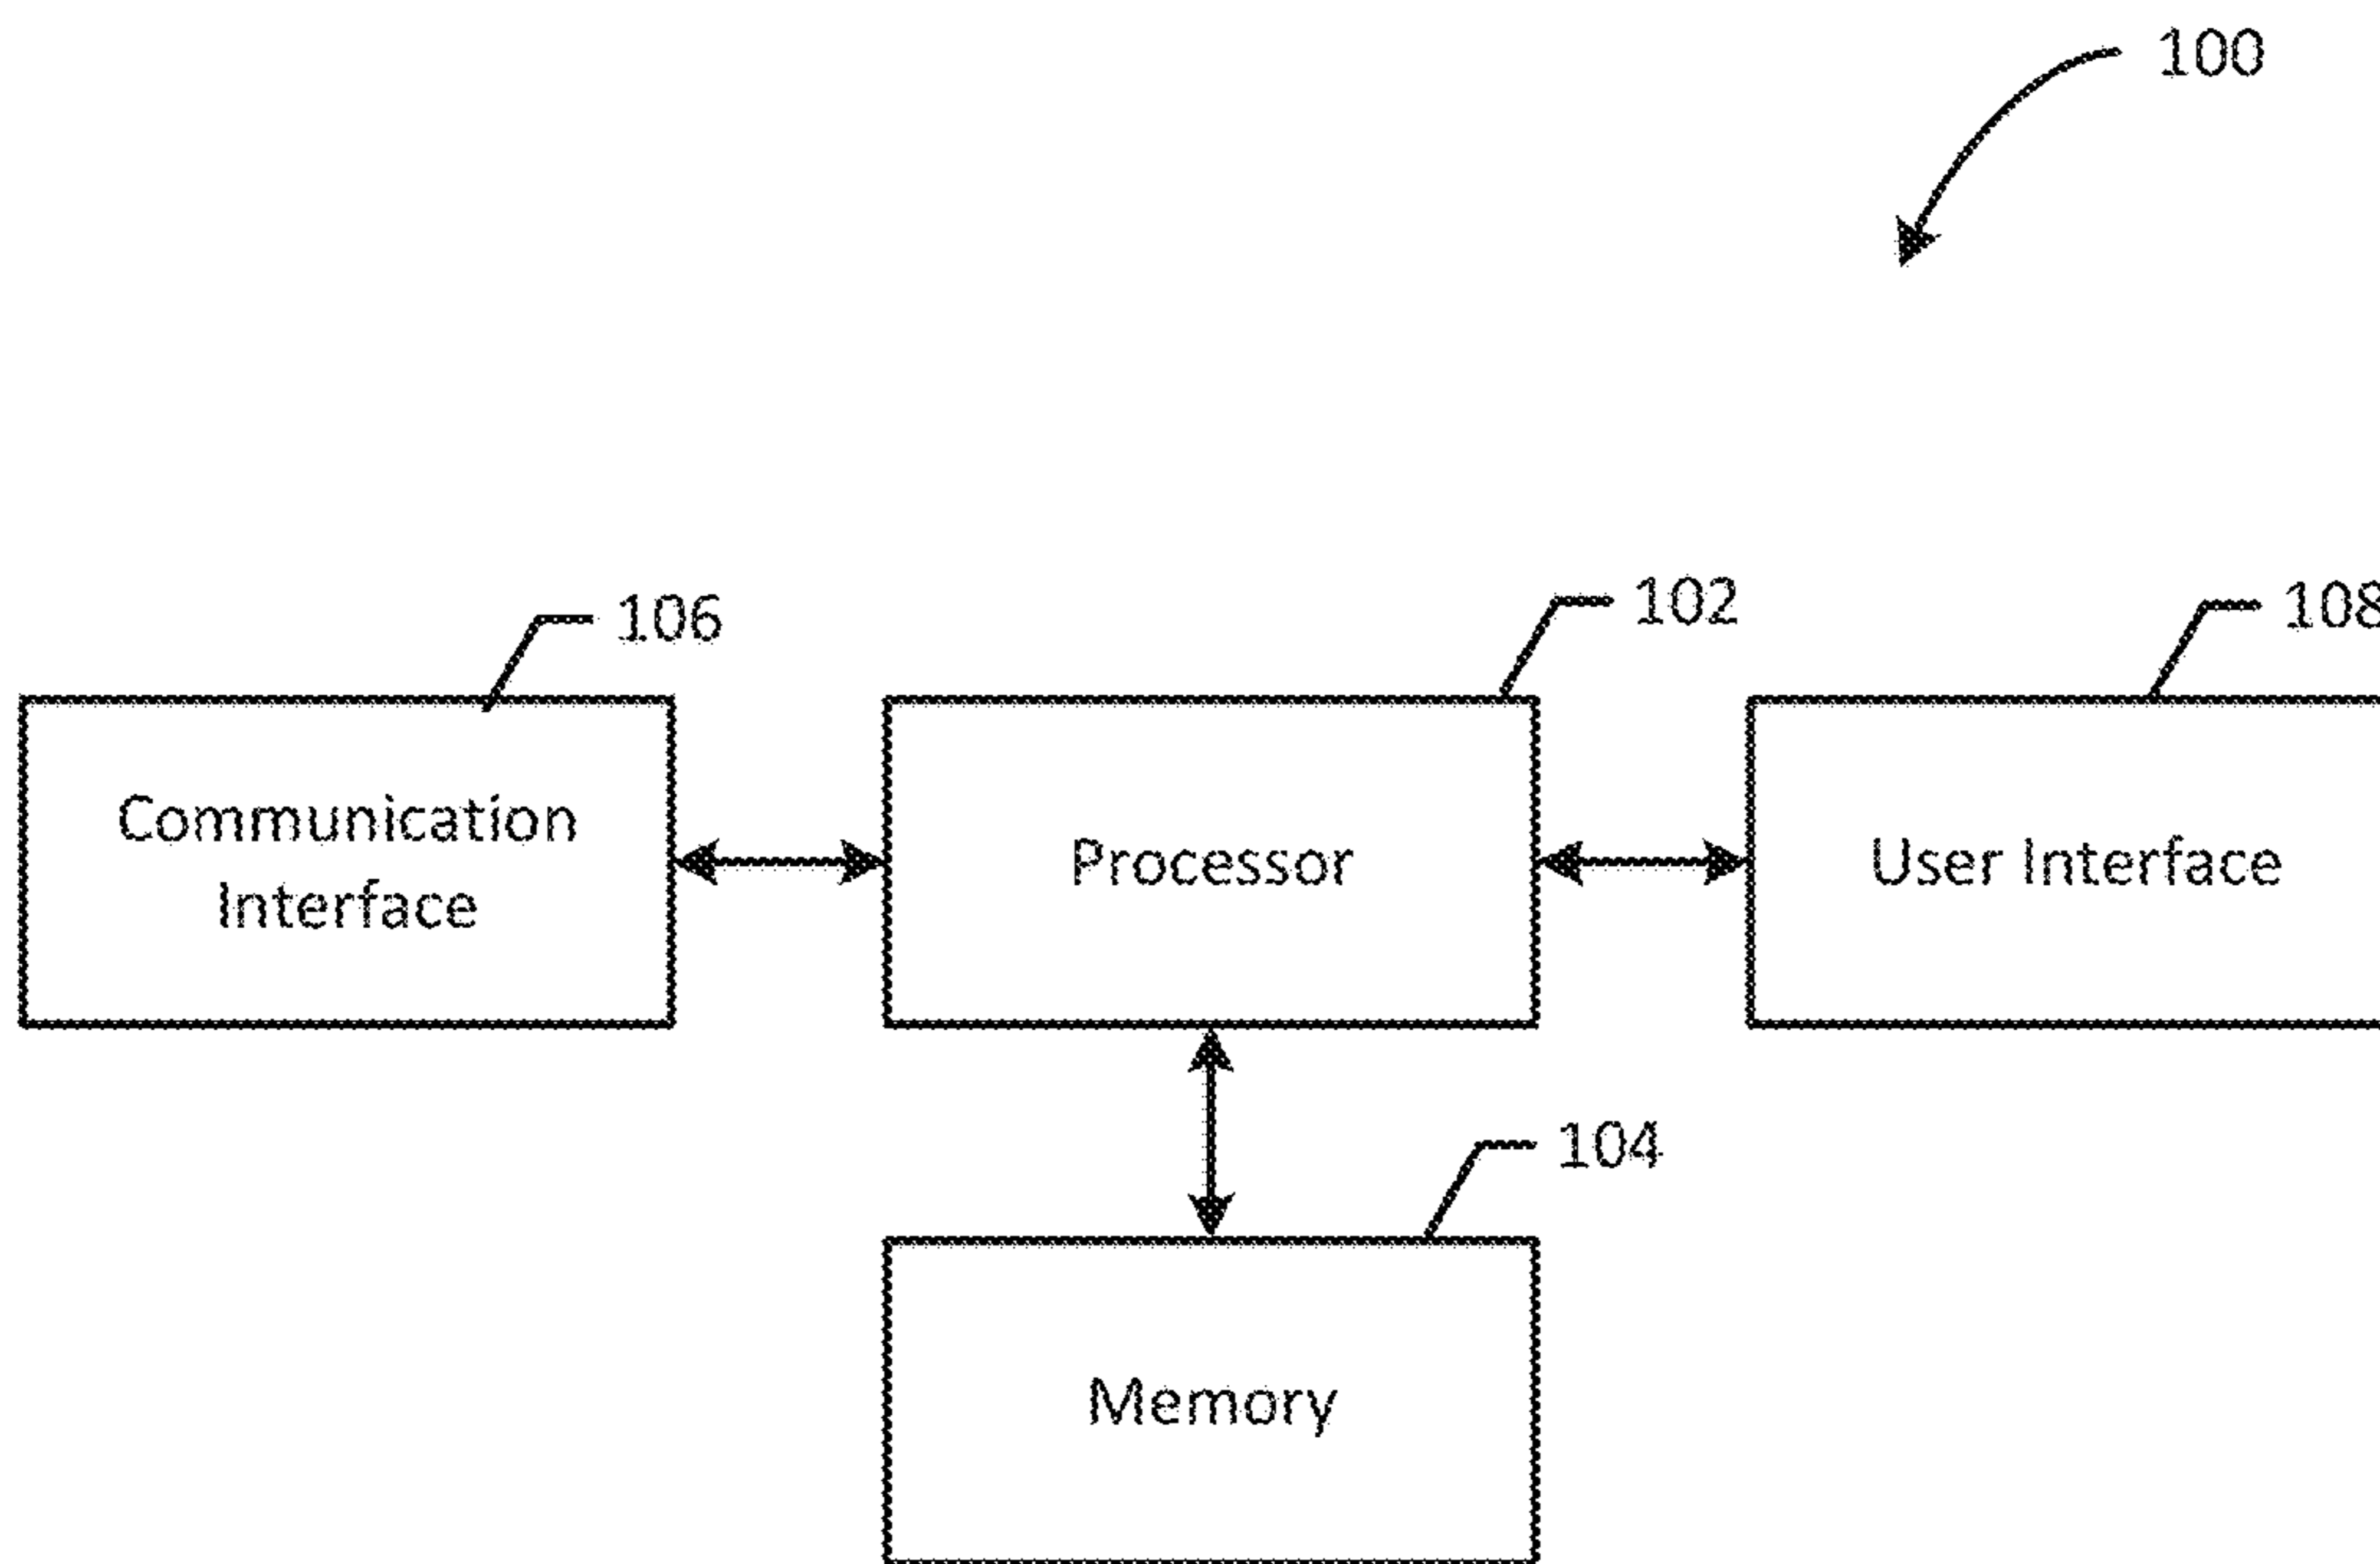 100
106
102
108
Communication
Interface
Processor
User Interface
104
Memory